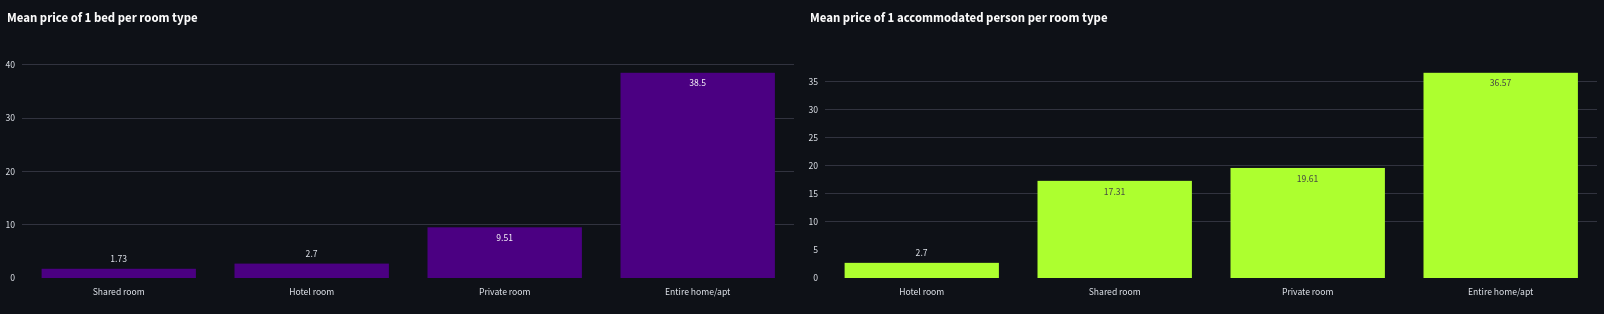 Mean price of 1 bed per room type
40
30
20
10
0
1.73
2.7
9.51
38.5
Shared room
Hotel room
Private room
Entire home/apt
Mean price of 1 accommodated person per room type
35
30
25
20
15
10
5
0
2.7
17.31
19.61
36.57
Hotel room
Shared room
Private room
Entire home/apt